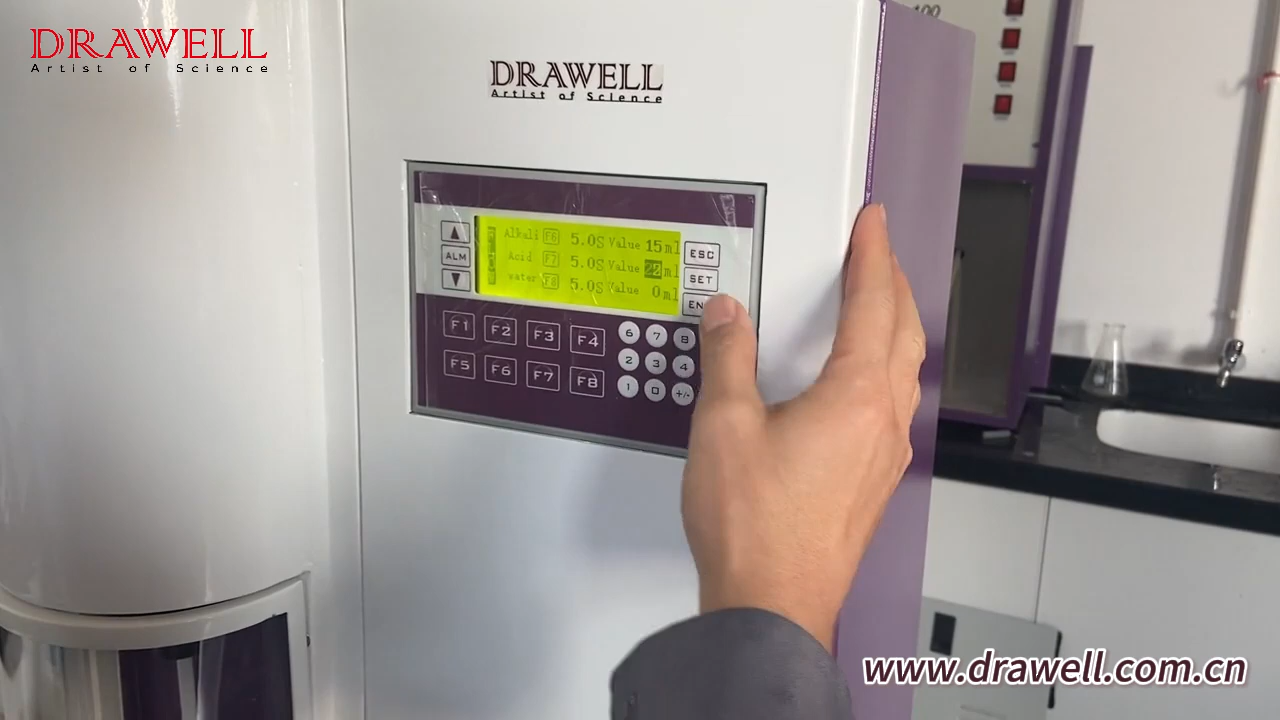 DRAWELL
Artist of Science
DRAWELL
Artist of Science
Alkali F6 5.0S Value 15ml
Acid F7 5.0S Value 22ml
water F8 5.0S Value 0ml
ALM
ESC
SET
F1 F2 F3 F4
F5 F6 F7 F8
6 7 8
2 3 4
1 0 +/-
www.drawell.com.cn